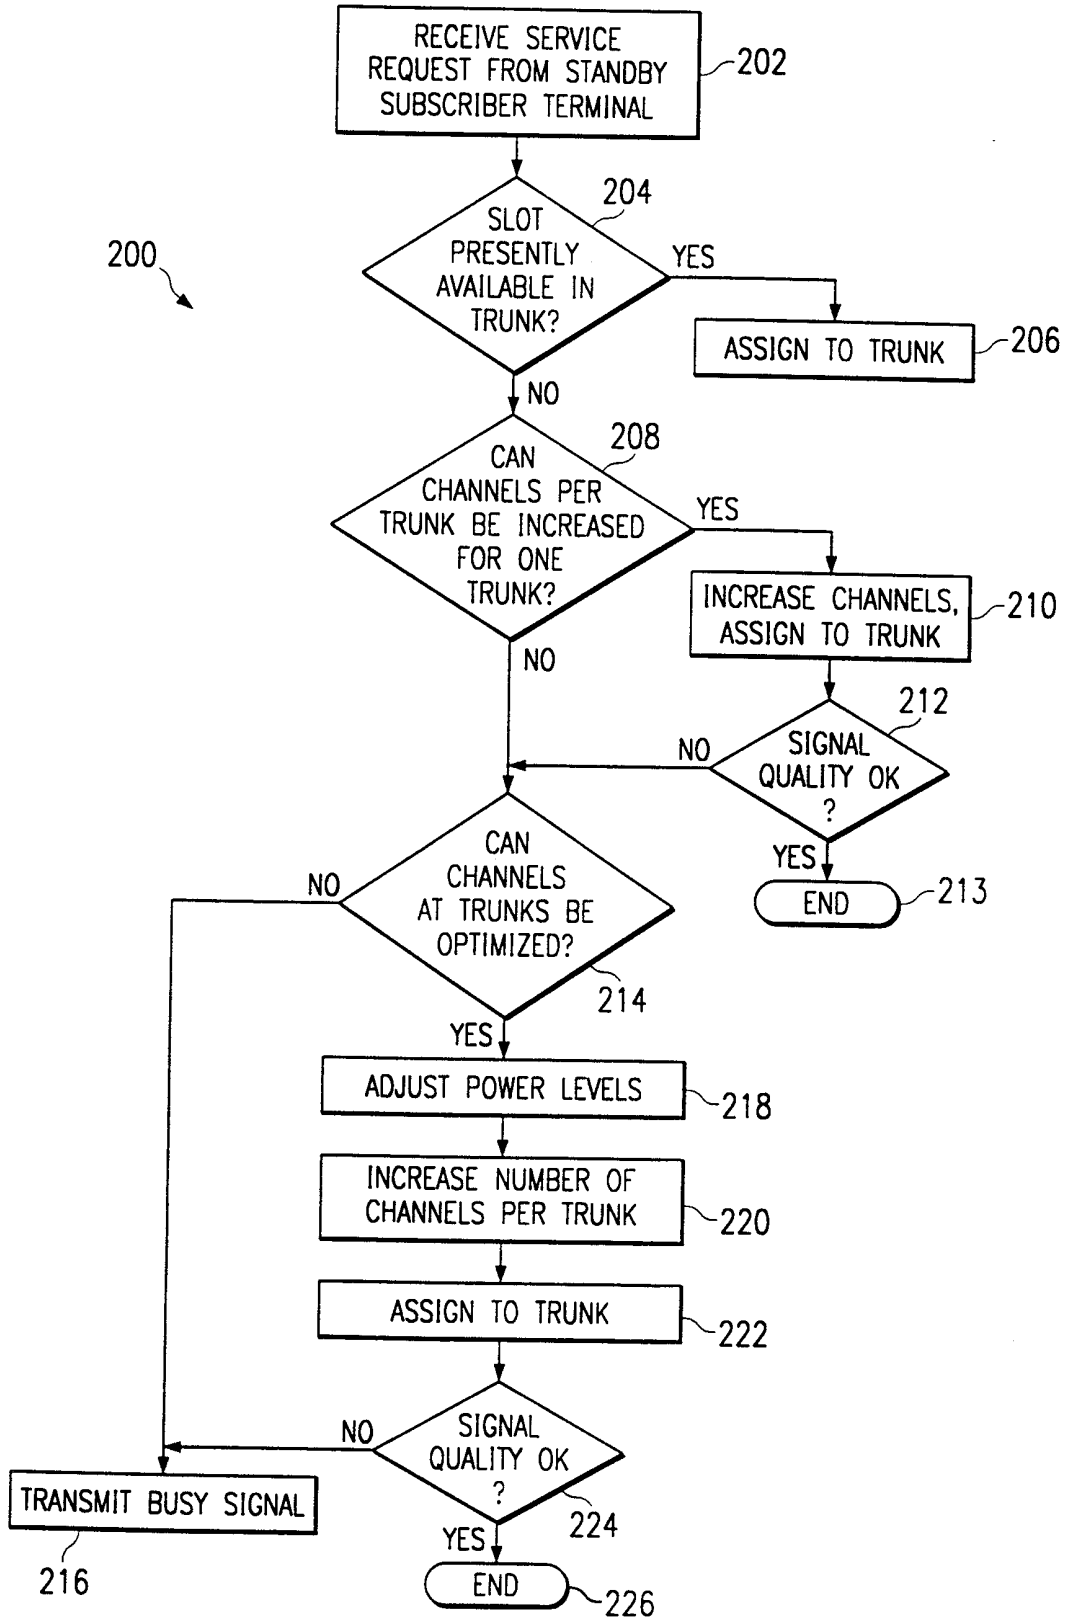 RECEIVE SERVICE
REQUEST FROM STANDBY
SUBSCRIBER TERMINAL
202
204
SLOT
PRESENTLY
AVAILABLE IN
TRUNK?
YES
200
ASSIGN TO TRUNK
206
NO
208
CAN
CHANNELS PER
TRUNK BE INCREASED
FOR ONE
TRUNK?
YES
INCREASE CHANNELS,
ASSIGN TO TRUNK
210
NO
212
SIGNAL
QUALITY OK
?
NO
YES
END
213
CAN
CHANNELS
AT TRUNKS BE
OPTIMIZED?
NO
214
YES
ADJUST POWER LEVELS
218
INCREASE NUMBER OF
CHANNELS PER TRUNK
220
ASSIGN TO TRUNK
222
SIGNAL
QUALITY OK
?
NO
224
TRANSMIT BUSY SIGNAL
216
YES
END
226